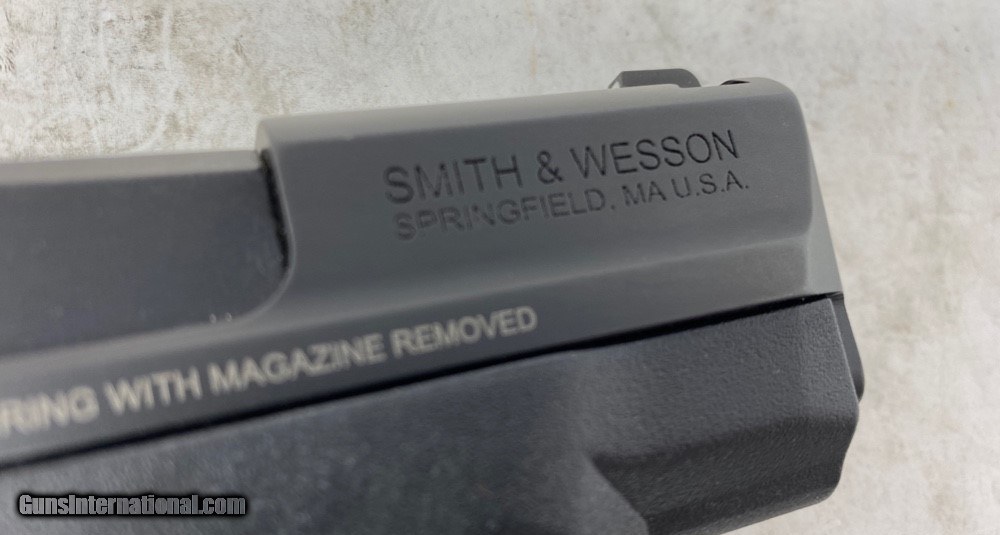 SMITH & WESSON
SPRINGFIELD, MA U.S.A.
RING WITH MAGAZINE REMOVED
GunsInternational.com